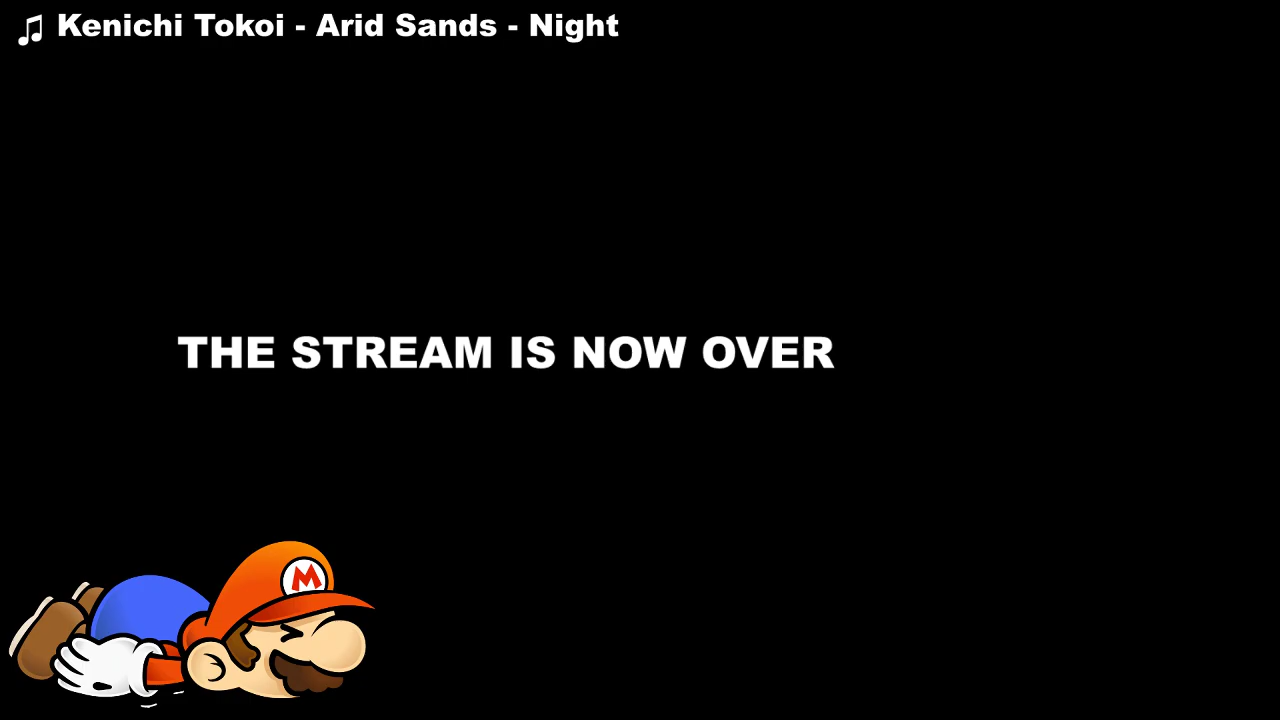 ♫ Kenichi Tokoi - Arid Sands - Night
THE STREAM IS NOW OVER
M